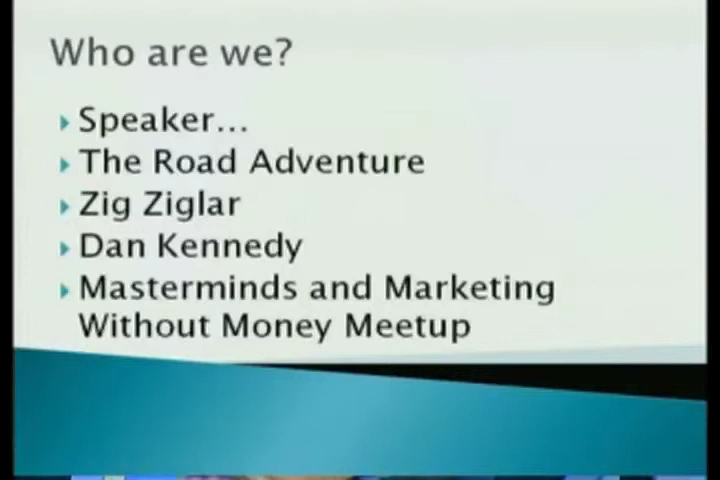 Who are we?
Speaker...
The Road Adventure
Zig Ziglar
Dan Kennedy
Masterminds and Marketing
Without Money Meetup